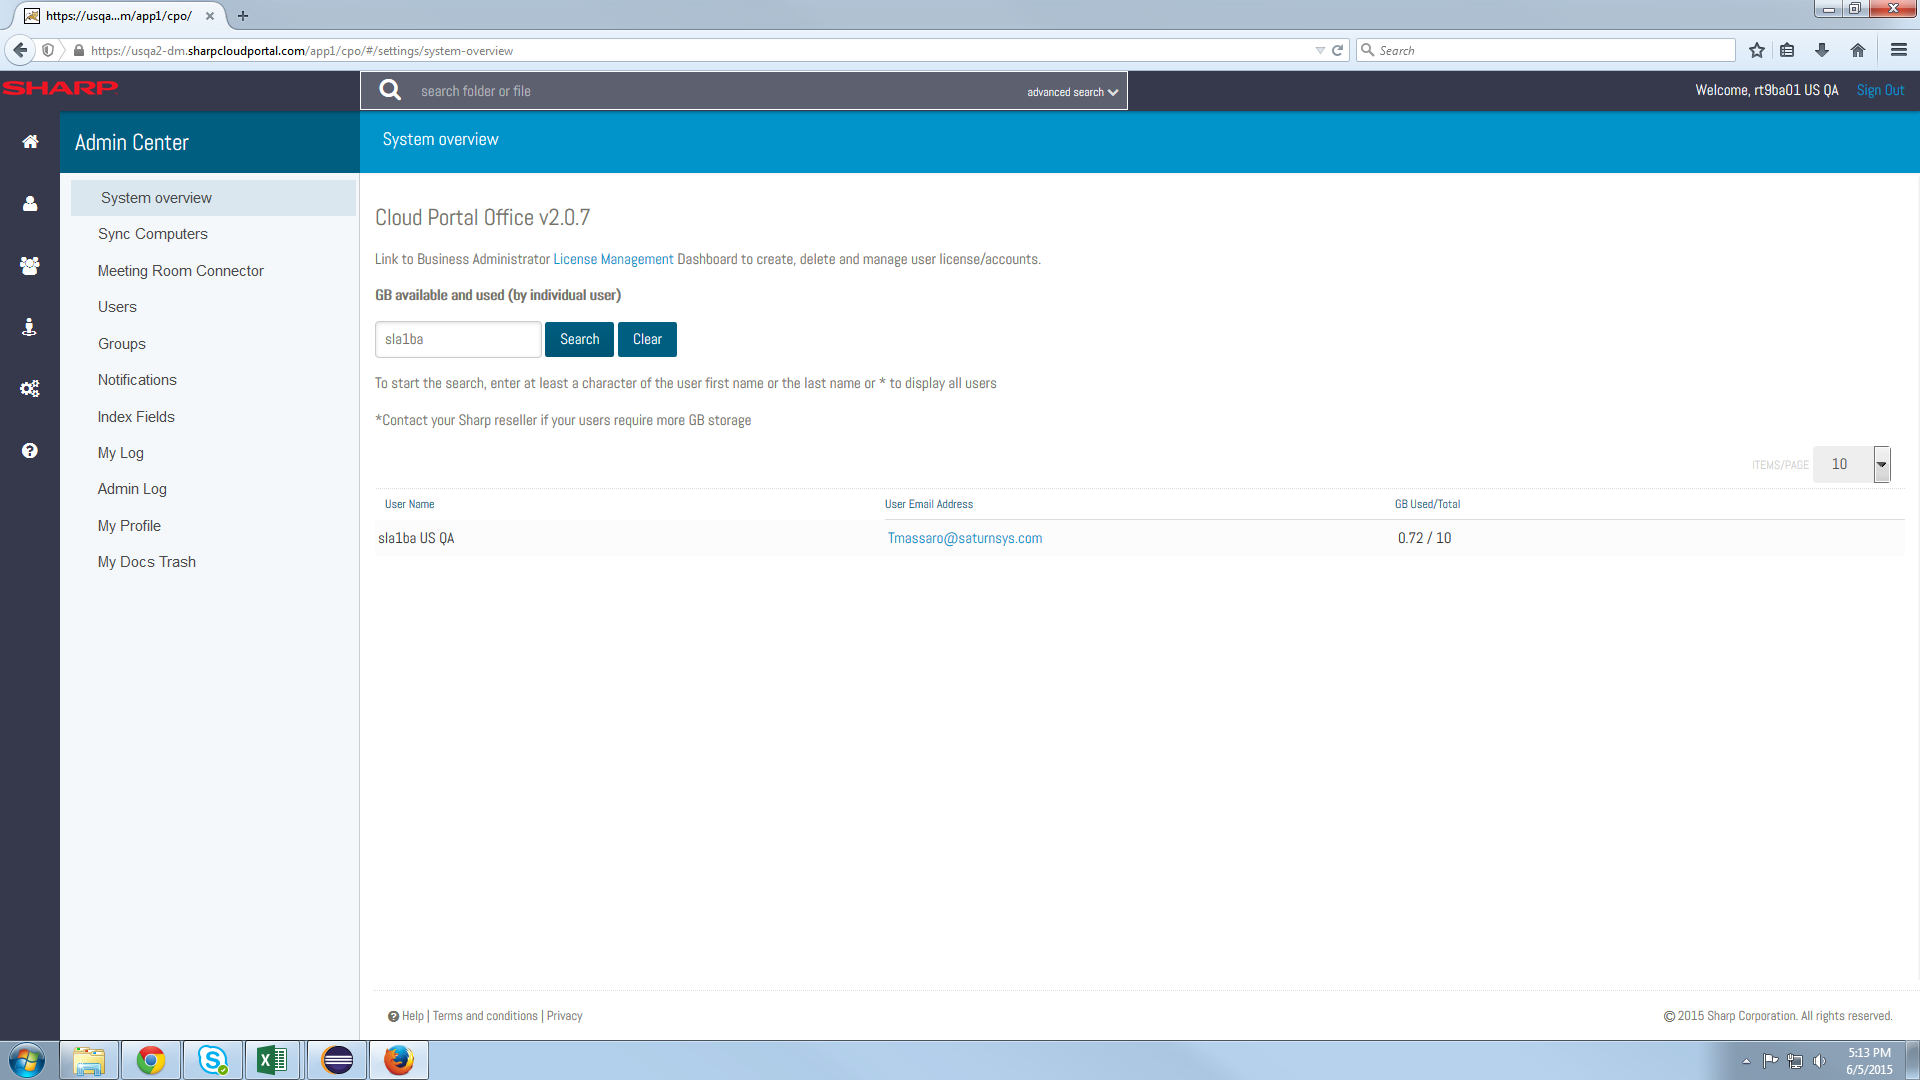 https://usqa...m/app1/cpo/
https://usqa2-dm.sharpcloudportal.com/app1/cpo/#/settings/system-overview
Search
SHARP
search folder or file
advanced search
Welcome, rt9ba01 US QA
Sign Out
Admin Center
System overview
System overview
Sync Computers
Meeting Room Connector
Users
Groups
Notifications
Index Fields
My Log
Admin Log
My Profile
My Docs Trash
Cloud Portal Office v2.0.7
Link to Business Administrator License Management Dashboard to create, delete and manage user license/accounts.
GB available and used (by individual user)
sla1ba
Search
Clear
To start the search, enter at least a character of the user first name or the last name or * to display all users
*Contact your Sharp reseller if your users require more GB storage
ITEMS/PAGE 10
User Name User Email Address GB Used/Total
sla1ba US QA Tmassaro@saturnsys.com 0.72 / 10
Help | Terms and conditions | Privacy
© 2015 Sharp Corporation. All rights reserved.
5:13 PM
6/5/2015